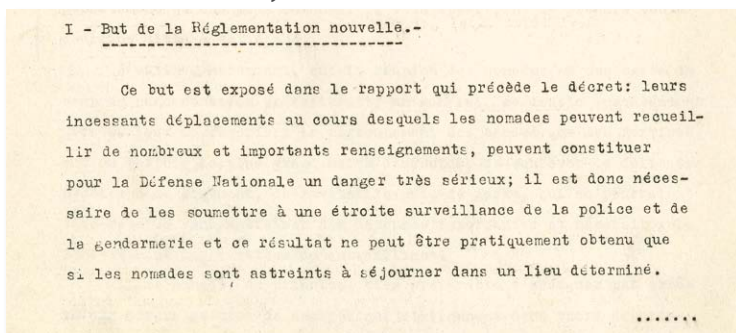 I - But de la Réglementation nouvelle.-
Ce but est exposé dans le rapport qui précède le décret: leurs
incessants déplacements au cours desquels les nomades peuvent recueil-
lir de nombreux et importants renseignements, peuvent constituer
pour la Défense Nationale un danger très sérieux; il est donc néces-
saire de les soumettre à une étroite surveillance de la police et de
la gendarmerie et ce résultat ne peut être pratiquement obtenu que
si les nomades sont astreints à séjourner dans un lieu déterminé.
.......